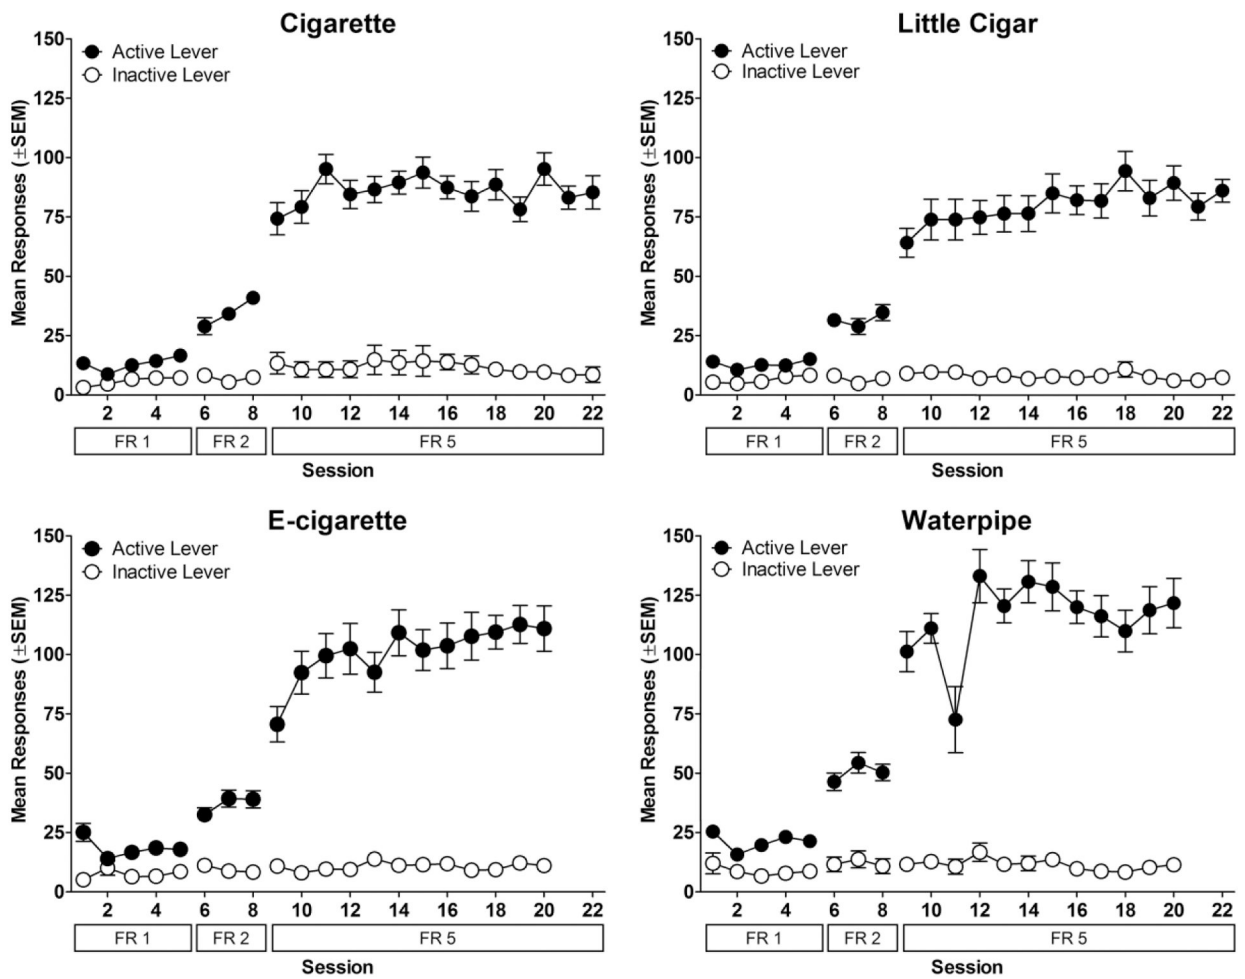 Cigarette
Active Lever
Inactive Lever
Mean Responses (±SEM)
150
125
100
75
50
25
0
2 4 6 8 10 12 14 16 18 20 22
FR 1 FR 2 FR 5
Session
Little Cigar
Active Lever
Inactive Lever
Mean Responses (±SEM)
150
125
100
75
50
25
0
2 4 6 8 10 12 14 16 18 20 22
FR 1 FR 2 FR 5
Session
E-cigarette
Active Lever
Inactive Lever
Mean Responses (±SEM)
150
125
100
75
50
25
0
2 4 6 8 10 12 14 16 18 20 22
FR 1 FR 2 FR 5
Session
Waterpipe
Active Lever
Inactive Lever
Mean Responses (±SEM)
150
125
100
75
50
25
0
2 4 6 8 10 12 14 16 18 20 22
FR 1 FR 2 FR 5
Session